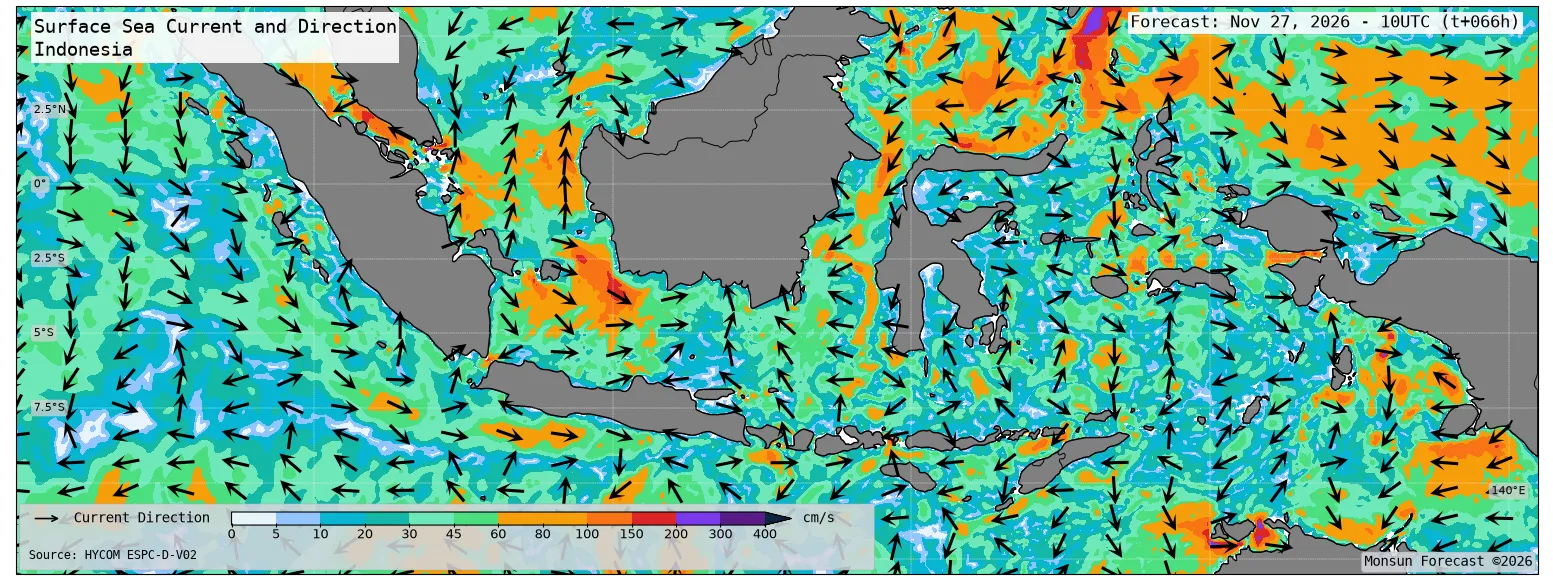 Surface Sea Current and Direction
Indonesia
Forecast: Nov 27, 2026 - 10UTC (t+066h)
2.5°N
0°
2.5°S
5°S
7.5°S
140°E
Current Direction
0 5 10 20 30 45 60 80 100 150 200 300 400 cm/s
Source: HYCOM ESPC-D-V02
Monsun Forecast ©2026